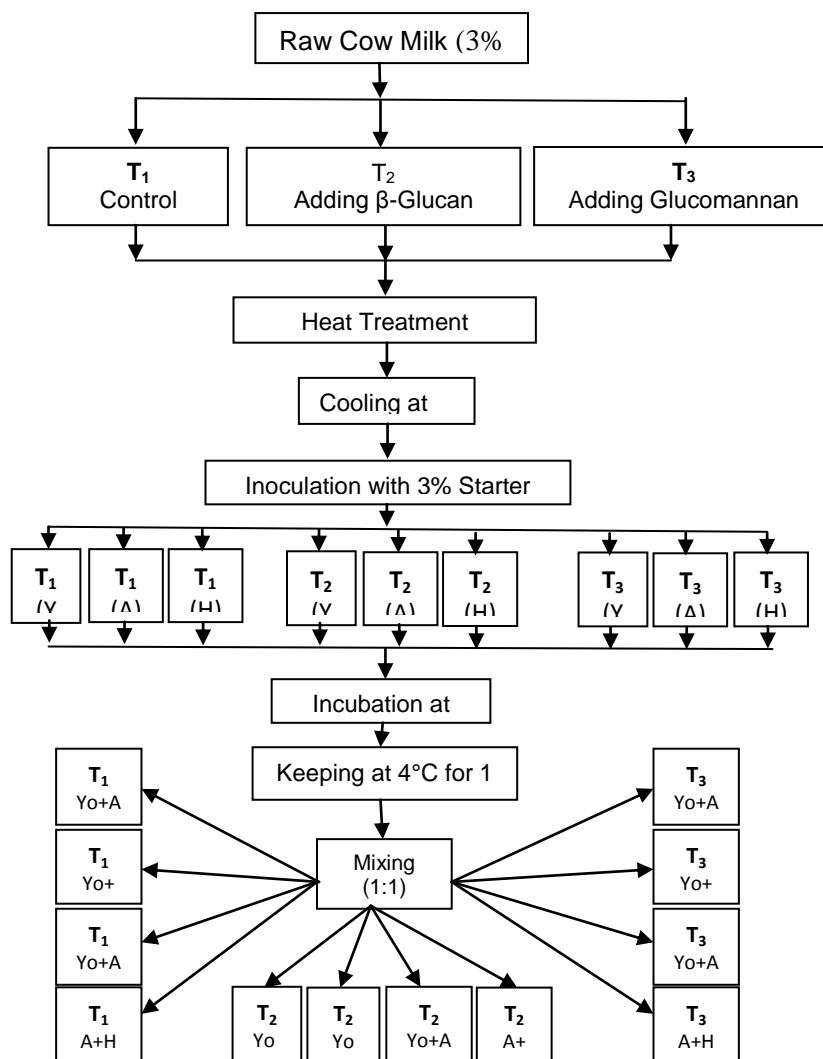 Raw Cow Milk (3%
T₁
Control
T₂
Adding β-Glucan
T₃
Adding Glucomannan
Heat Treatment
Cooling at
Inoculation with 3% Starter
T₁
(Y
T₁
(A)
T₁
(H)
T₂
(Y
T₂
(A)
T₂
(H)
T₃
(Y
T₃
(A)
T₃
(H)
Incubation at
Keeping at 4°C for 1
Mixing
(1:1)
T₁
Yo+A
T₁
Yo+
T₁
Yo+A
T₁
A+H
T₂
Yo
T₂
Yo
T₂
Yo+A
T₂
A+
T₃
Yo+A
T₃
Yo+
T₃
Yo+A
T₃
A+H